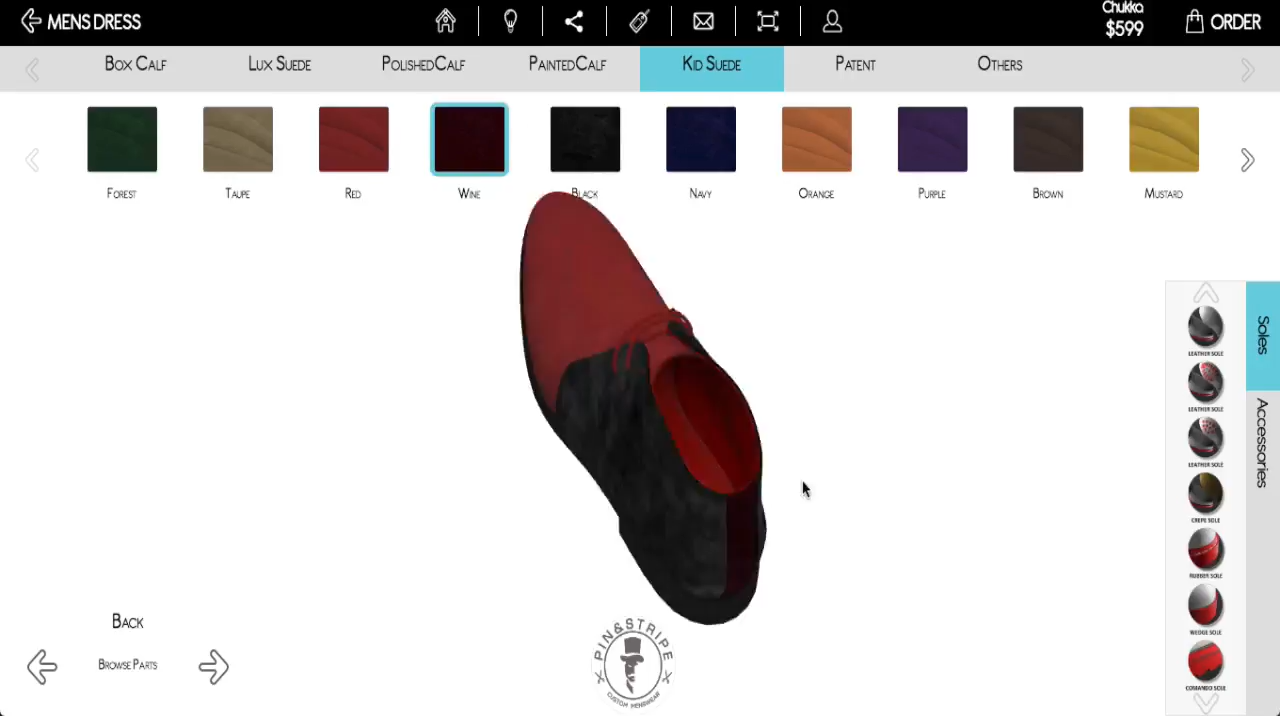 MENS DRESS
Chukka
$599
ORDER
BOX CALF
LUX SUEDE
POLISHEDCALF
PAINTEDCALF
KID SUEDE
PATENT
OTHERS
FOREST
TAUPE
RED
WINE
BLACK
NAVY
ORANGE
PURPLE
BROWN
MUSTARD
Soles
Accessories
LEATHER SOLE
LEATHER SOLE
LEATHER SOLE
CREPE SOLE
RUBBER SOLE
WEDGE SOLE
COMANDO SOLE
BACK
BROWSE PARTS
PIN&STRIPE
CUSTOM MENSWEAR